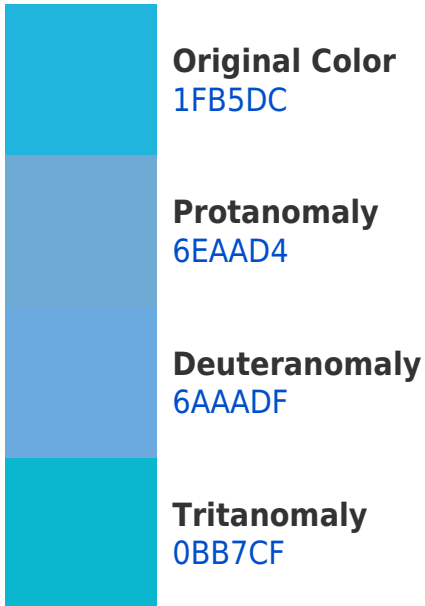 Original Color
1FB5DC
Protanomaly
6EAAD4
Deuteranomaly
6AAADF
Tritanomaly
0BB7CF